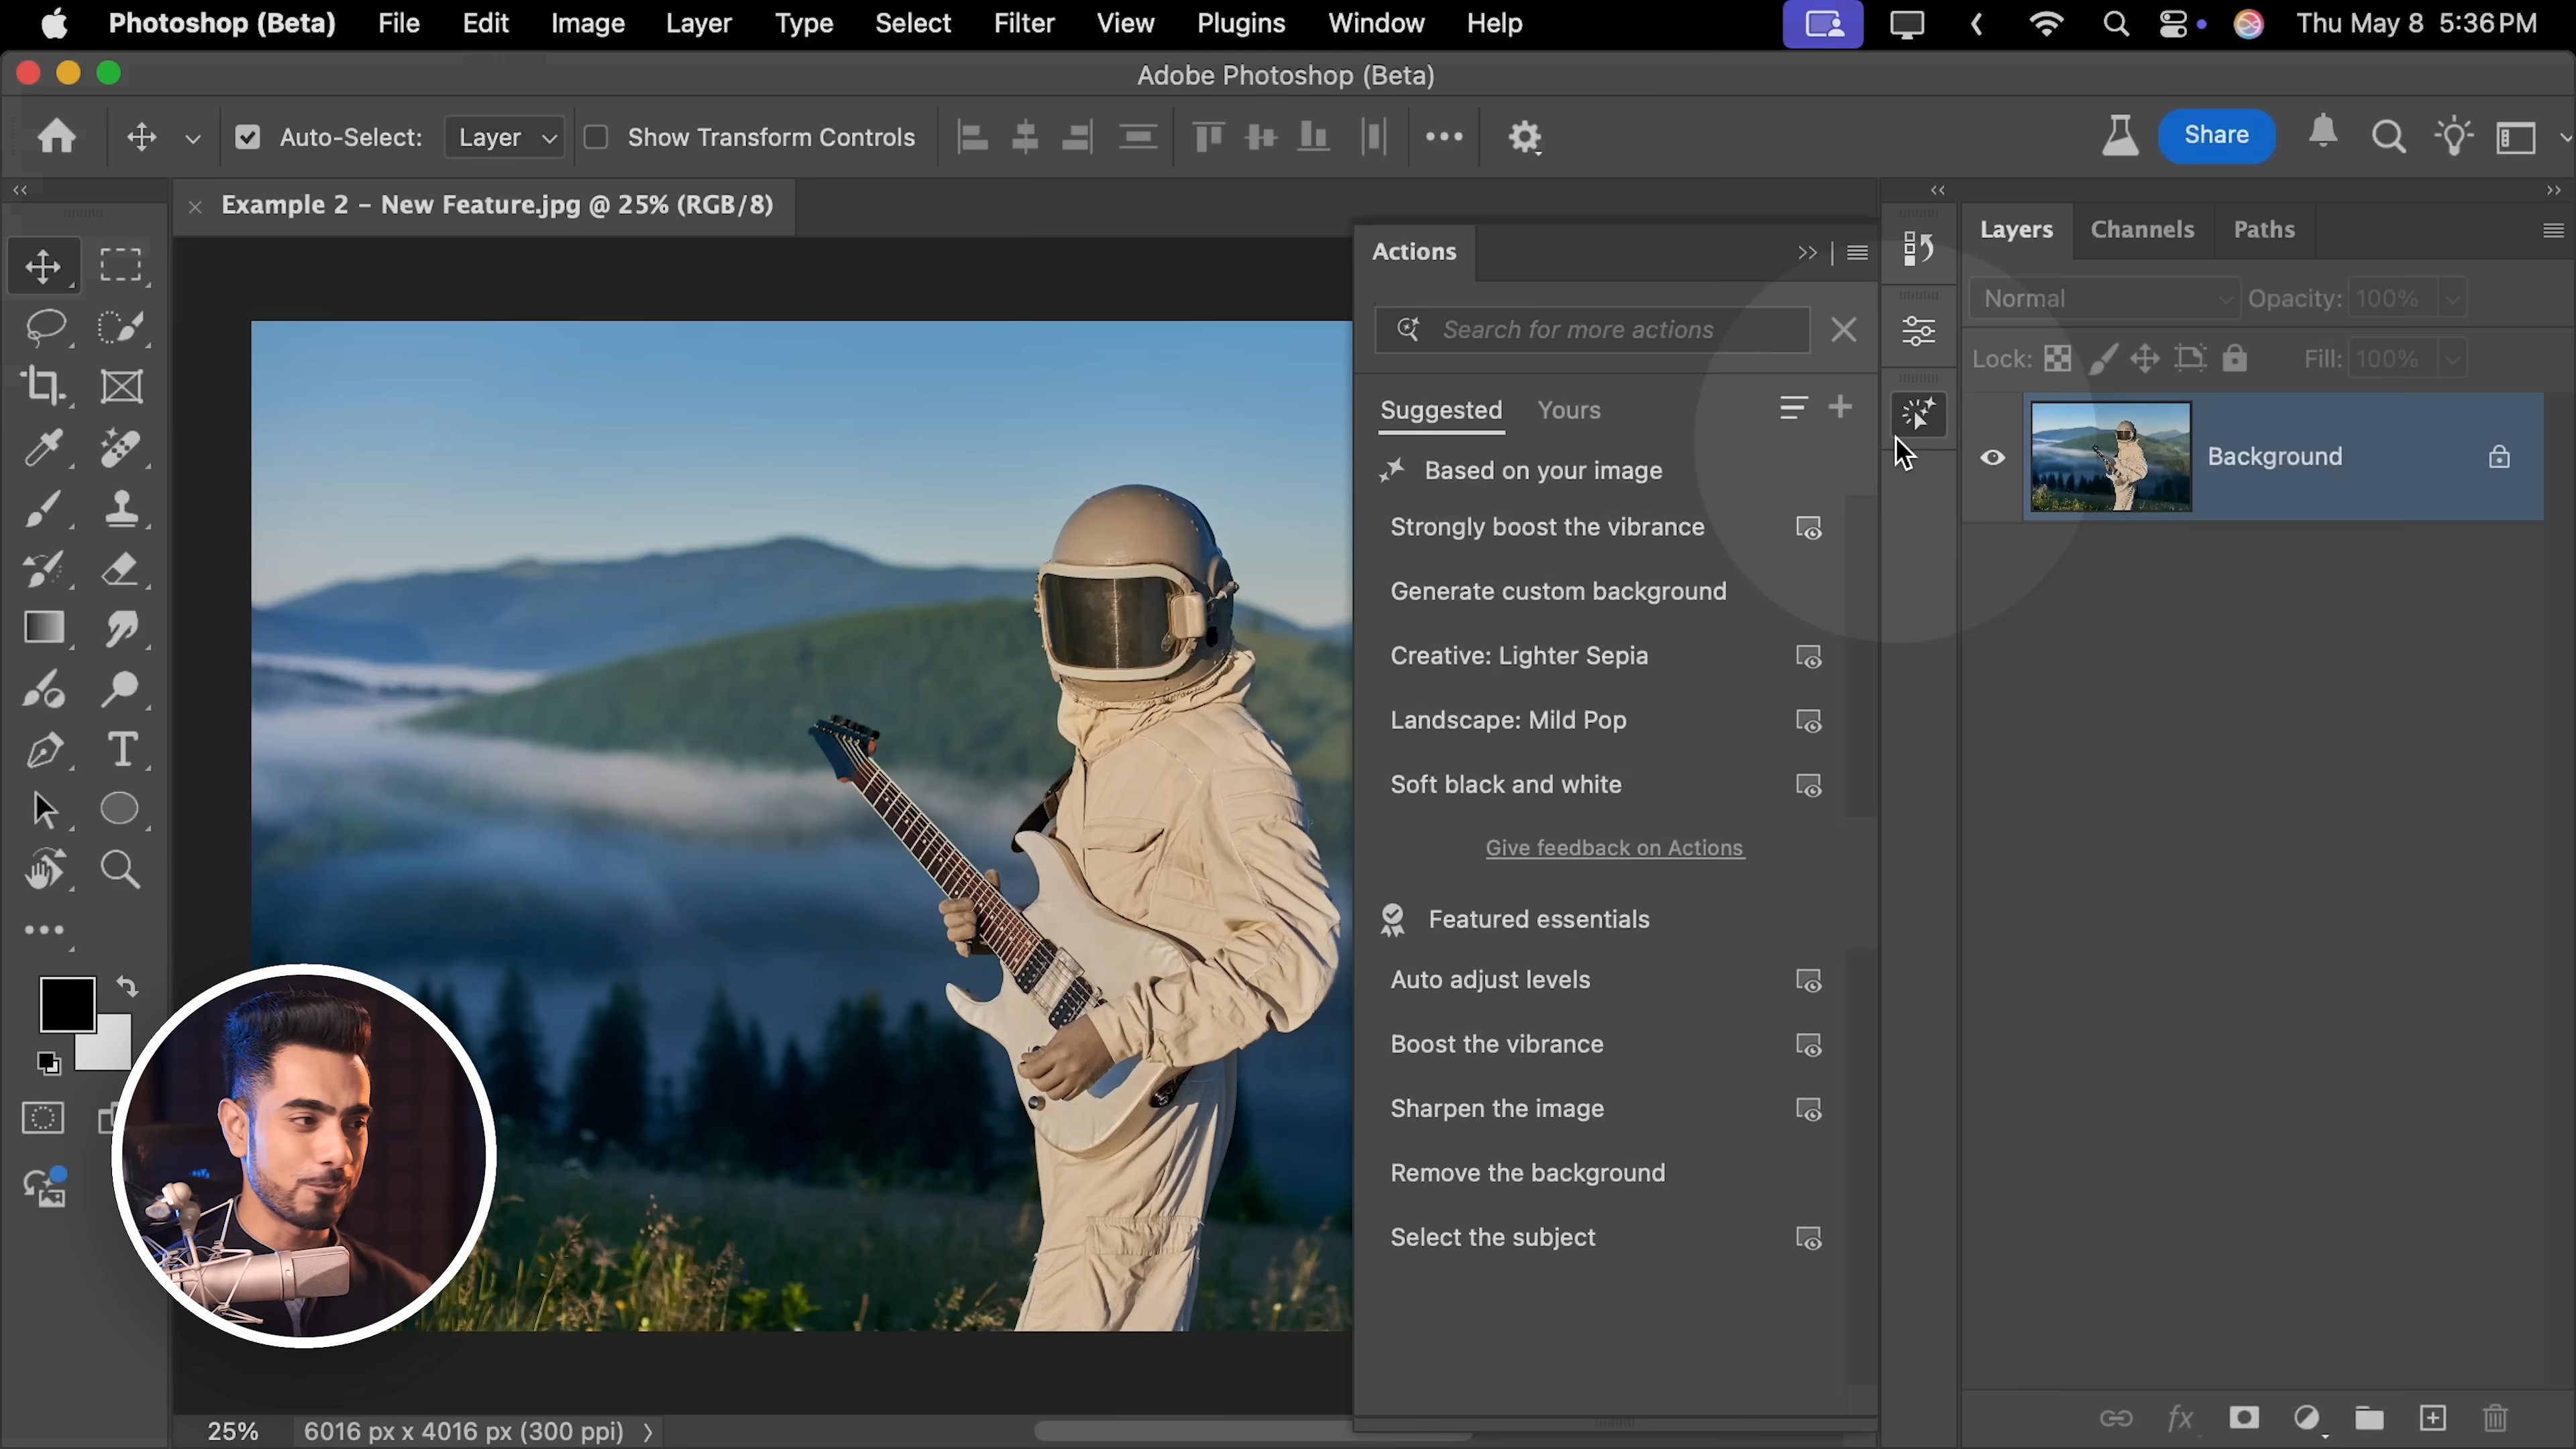 Photoshop (Beta) File Edit Image Layer Type Select Filter View Plugins Window Help Thu May 8 5:36 PM
Adobe Photoshop (Beta)
Auto-Select: Layer Show Transform Controls Share
Example 2 – New Feature.jpg @ 25% (RGB/8)
Actions
Search for more actions
Suggested Yours
Based on your image
Strongly boost the vibrance
Generate custom background
Creative: Lighter Sepia
Landscape: Mild Pop
Soft black and white
Give feedback on Actions
Featured essentials
Auto adjust levels
Boost the vibrance
Sharpen the image
Remove the background
Select the subject
Layers Channels Paths
Normal Opacity: 100%
Lock: Fill: 100%
Background
fx
25% 6016 px x 4016 px (300 ppi)